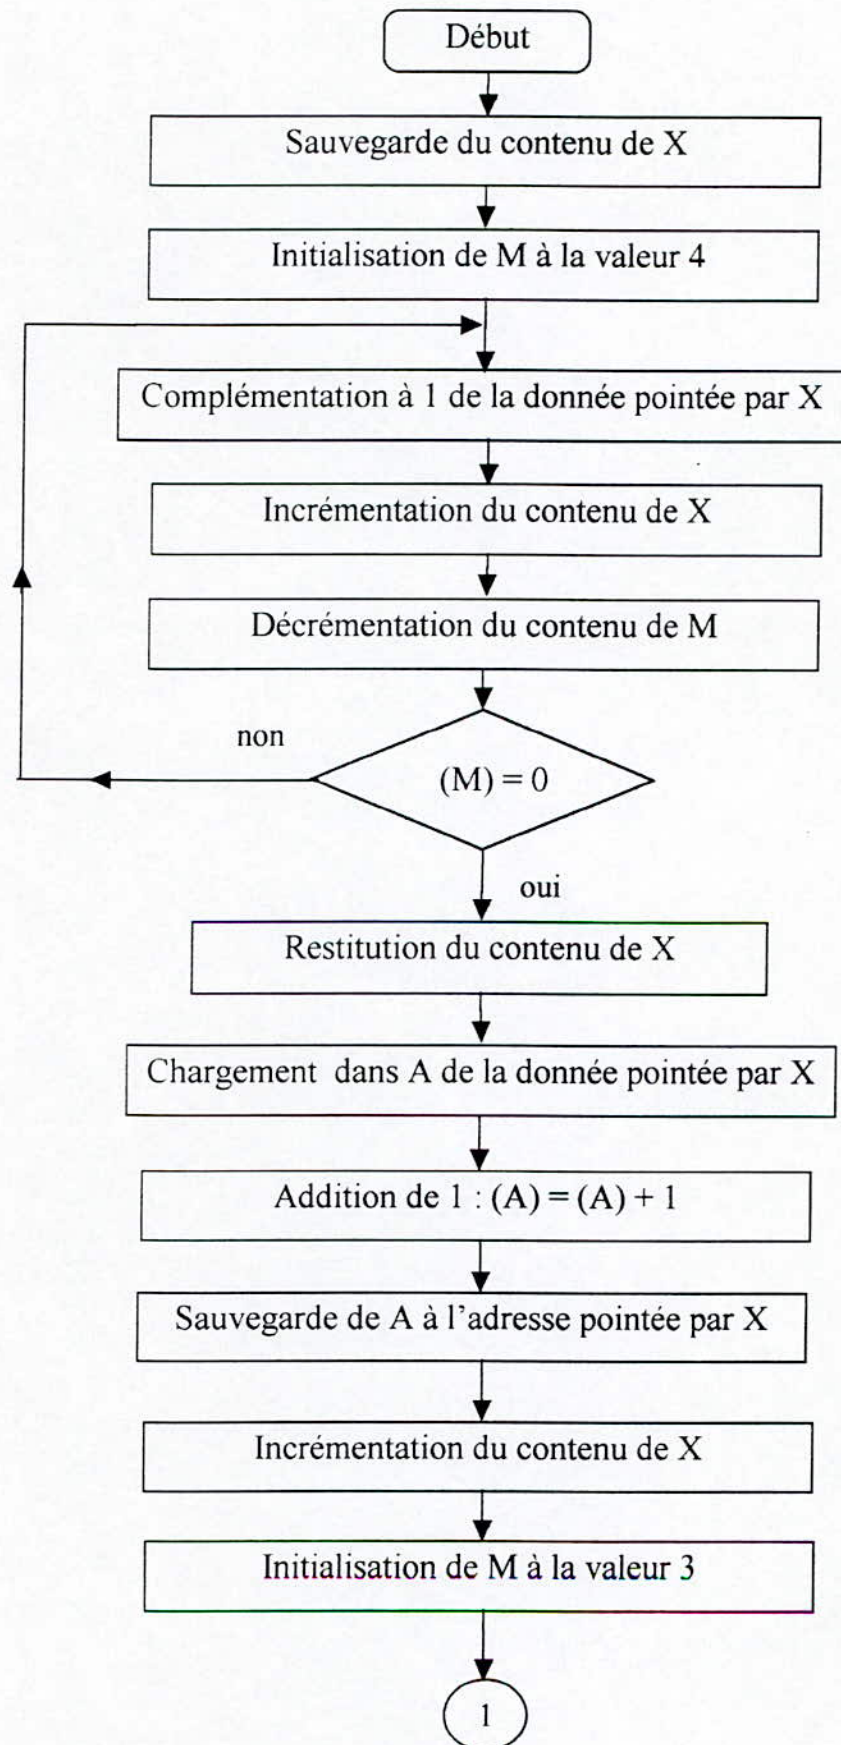 Début
Sauvegarde du contenu de X
Initialisation de M à la valeur 4
Complémentation à 1 de la donnée pointée par X
Incrémentation du contenu de X
Décrémentation du contenu de M
non
(M) = 0
oui
Restitution du contenu de X
Chargement dans A de la donnée pointée par X
Addition de 1 : (A) = (A) + 1
Sauvegarde de A à l'adresse pointée par X
Incrémentation du contenu de X
Initialisation de M à la valeur 3
1